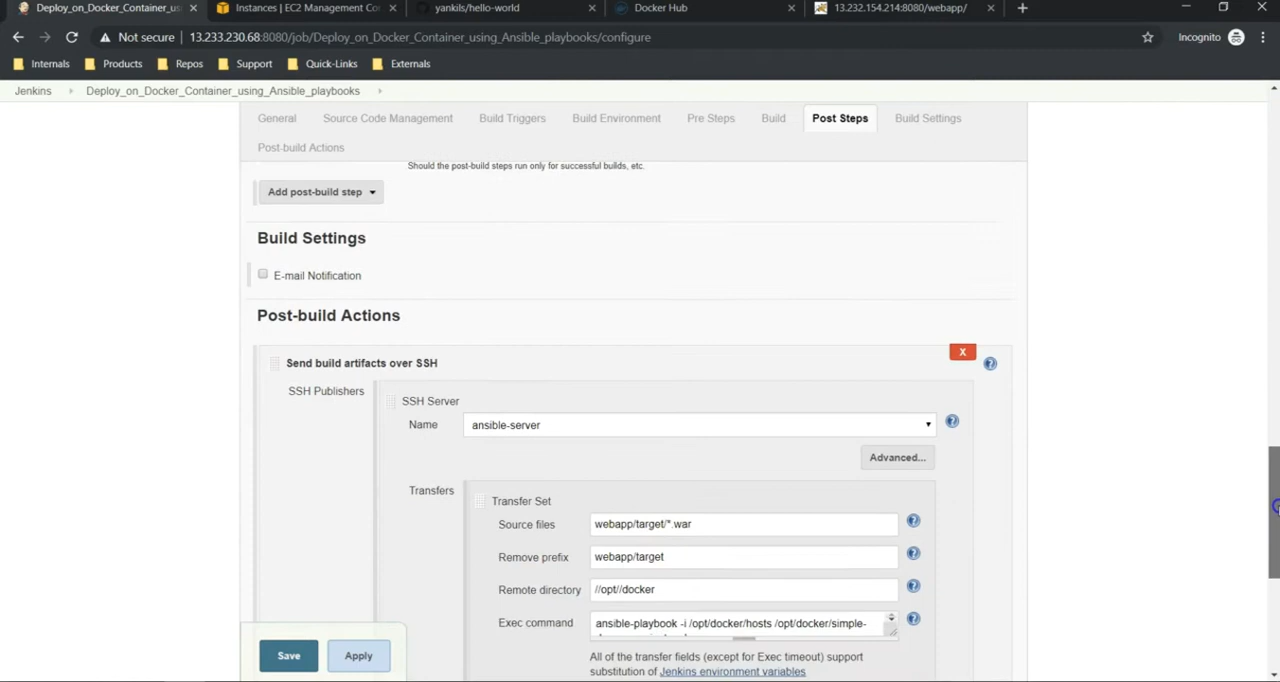 Deploy_on_Docker_Container_us
Instances | EC2 Management Co
yankils/hello-world
Docker Hub
13.232.154.214:8080/webapp/
Not secure
13.233.230.68:8080/job/Deploy_on_Docker_Container_using_Ansible_playbooks/configure
Incognito
Internals
Products
Repos
Support
Quick-Links
Externals
Jenkins
Deploy_on_Docker_Container_using_Ansible_playbooks
General
Source Code Management
Build Triggers
Build Environment
Pre Steps
Build
Post Steps
Build Settings
Post-build Actions
Should the post-build steps run only for successful builds, etc.
Add post-build step
Build Settings
E-mail Notification
Post-build Actions
Send build artifacts over SSH
X
SSH Publishers
SSH Server
Name
ansible-server
Advanced...
Transfers
Transfer Set
Source files
webapp/target/*.war
Remove prefix
webapp/target
Remote directory
//opt//docker
Exec command
ansible-playbook -i /opt/docker/hosts /opt/docker/simple-
Save
Apply
All of the transfer fields (except for Exec timeout) support
substitution of Jenkins environment variables